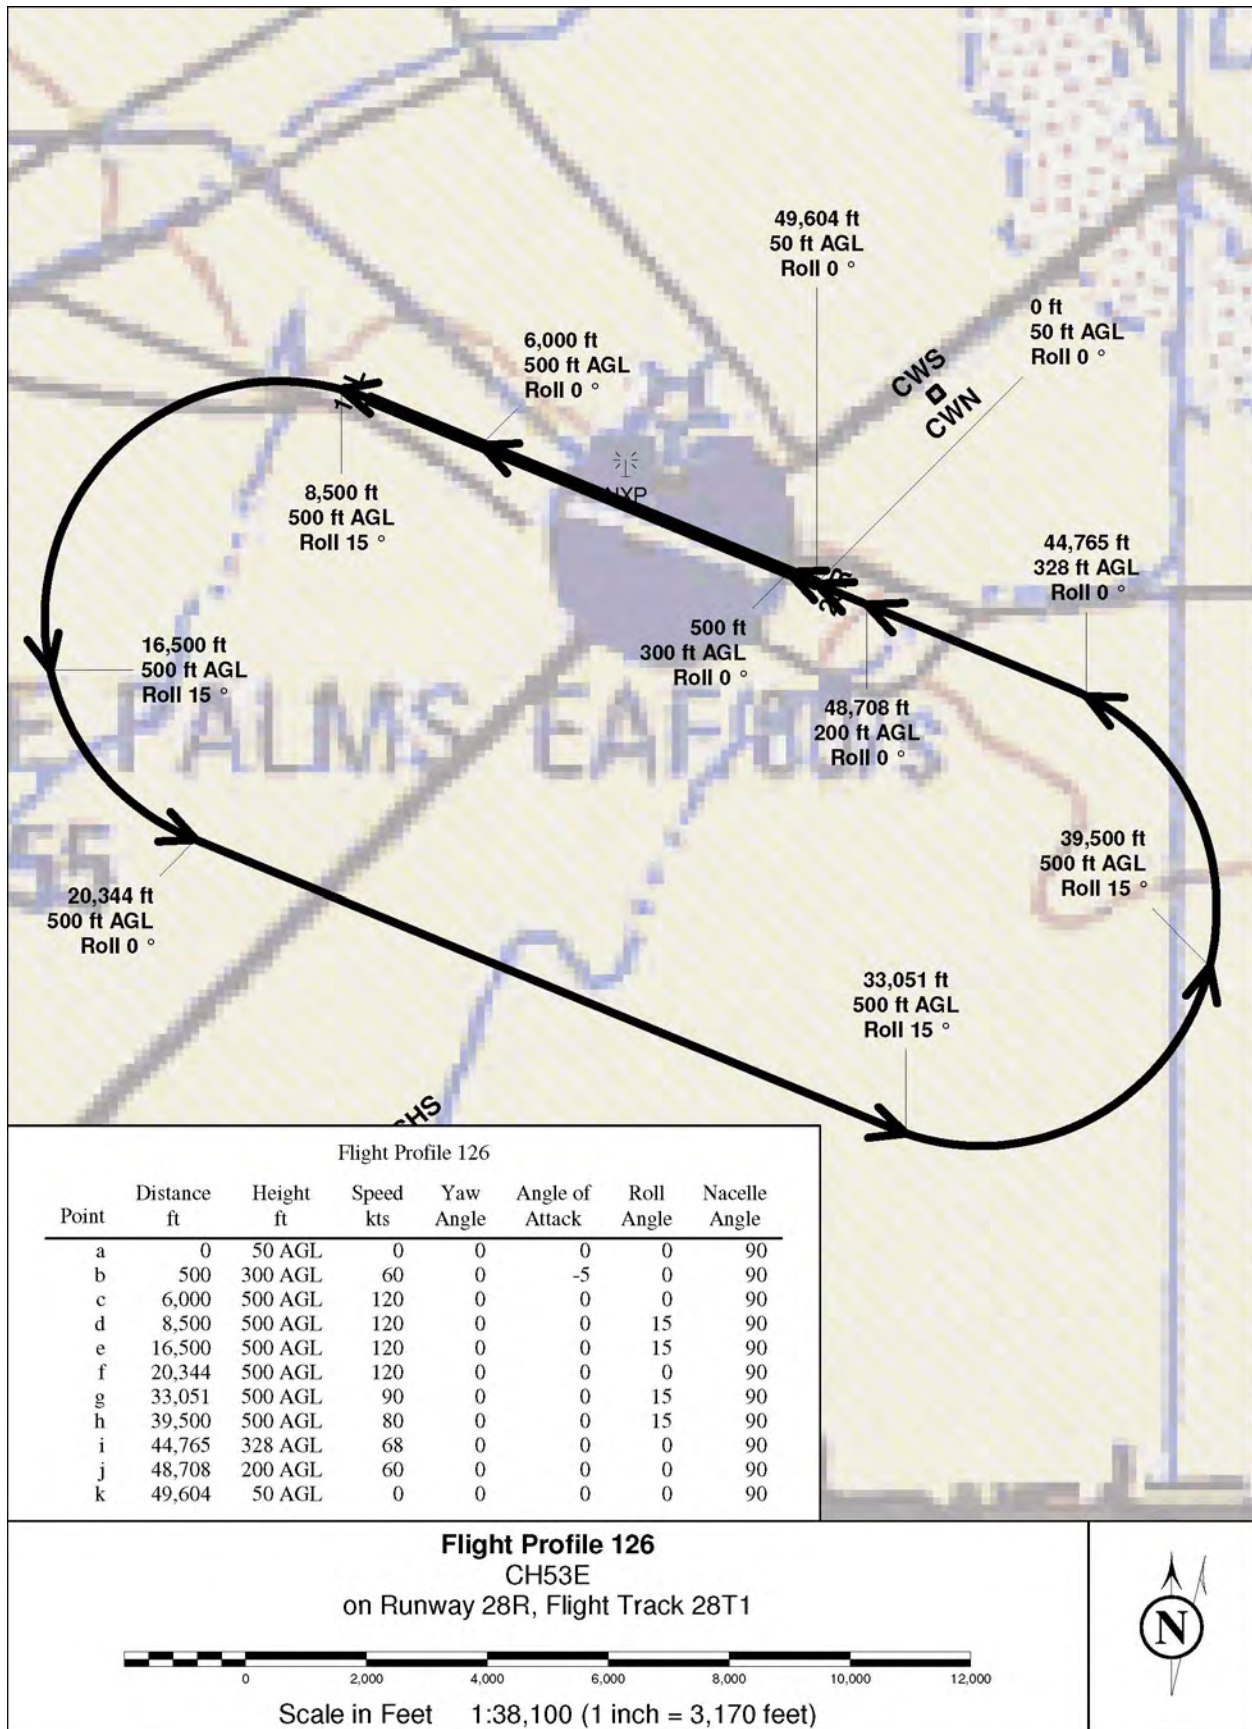 49,604 ft
50 ft AGL
Roll 0 °
0 ft
50 ft AGL
Roll 0 °
6,000 ft
500 ft AGL
Roll 0 °
CWS
CWN
NXP
8,500 ft
500 ft AGL
Roll 15 °
44,765 ft
328 ft AGL
Roll 0 °
500 ft
300 ft AGL
Roll 0 °
16,500 ft
500 ft AGL
Roll 15 °
48,708 ft
200 ft AGL
Roll 0 °
E PALMS EAF
55
39,500 ft
500 ft AGL
Roll 15 °
20,344 ft
500 ft AGL
Roll 0 °
33,051 ft
500 ft AGL
Roll 15 °
Flight Profile 126
Distance Height Speed Yaw Angle of Roll Nacelle
Point ft ft kts Angle Attack Angle Angle
a 0 50 AGL 0 0 0 0 90
b 500 300 AGL 60 0 -5 0 90
c 6,000 500 AGL 120 0 0 0 90
d 8,500 500 AGL 120 0 0 15 90
e 16,500 500 AGL 120 0 0 15 90
f 20,344 500 AGL 120 0 0 0 90
g 33,051 500 AGL 90 0 0 15 90
h 39,500 500 AGL 80 0 0 15 90
i 44,765 328 AGL 68 0 0 0 90
j 48,708 200 AGL 60 0 0 0 90
k 49,604 50 AGL 0 0 0 0 90
Flight Profile 126
CH53E
on Runway 28R, Flight Track 28T1
0 2,000 4,000 6,000 8,000 10,000 12,000
Scale in Feet 1:38,100 (1 inch = 3,170 feet)
N